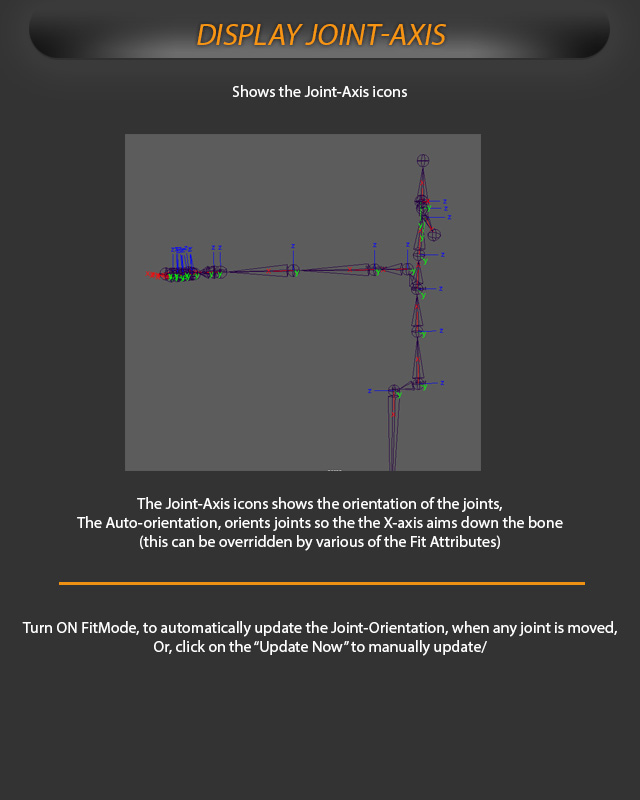 DISPLAY JOINT-AXIS
Shows the Joint-Axis icons
The Joint-Axis icons shows the orientation of the joints,
The Auto-orientation, orients joints so the the X-axis aims down the bone
(this can be overridden by various of the Fit Attributes)
Turn ON FitMode, to automatically update the Joint-Orientation, when any joint is moved,
Or, click on the “Update Now” to manually update/